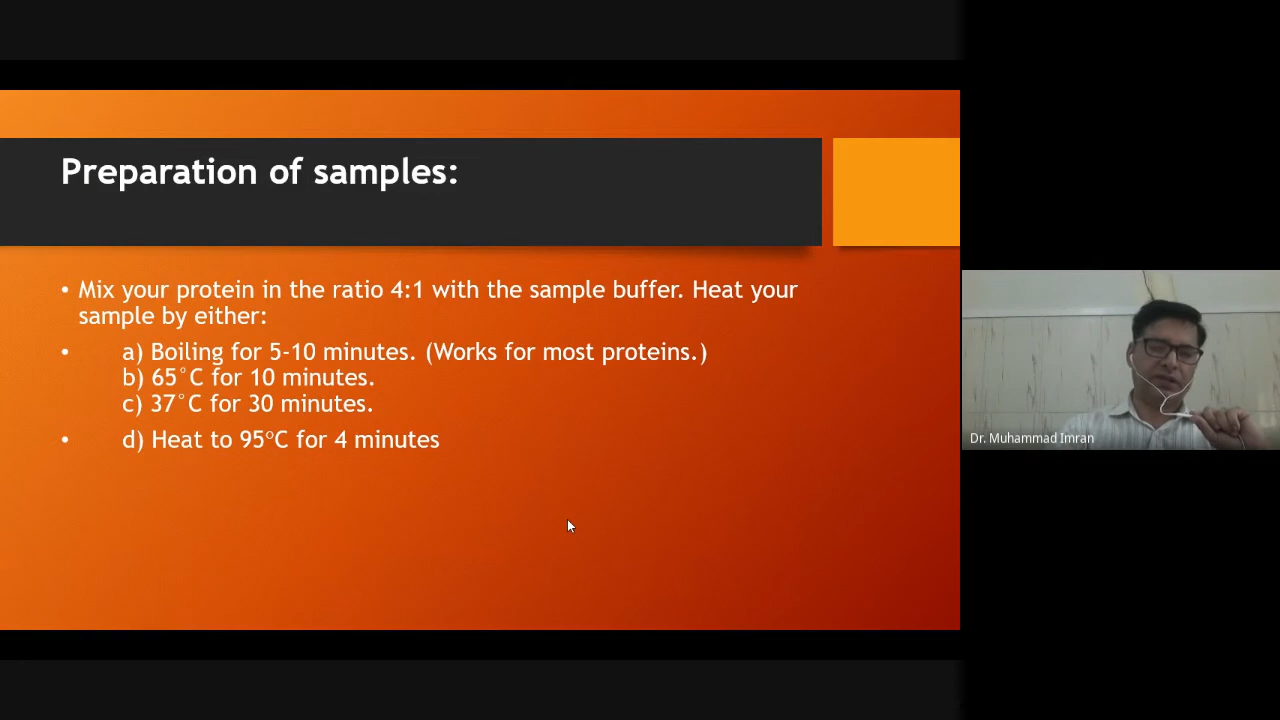 Preparation of samples:
• Mix your protein in the ratio 4:1 with the sample buffer. Heat your
sample by either:
• a) Boiling for 5-10 minutes. (Works for most proteins.)
b) 65°C for 10 minutes.
c) 37°C for 30 minutes.
• d) Heat to 95°C for 4 minutes
Dr. Muhammad Imran